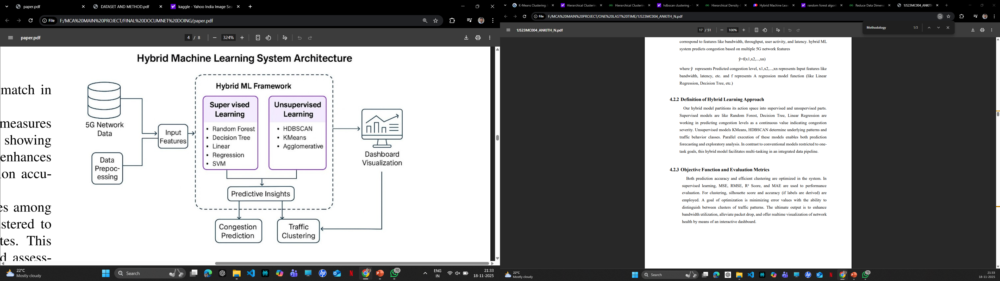 paper.pdf
DATASET AND METHOD.pdf
kaggle - Yahoo India Image Sea
File
F:/MCA%20MAIN%20PROJECT/FINAL%20DOCUMNET%20DOING/paper.pdf
paper.pdf
4 / 8
324%
match in
measures
showing
enhances
on accu-
es among
stered to
tes. This
d assess-
Hybrid Machine Learning System Architecture
5G Network
Data
Data
Prepoc-
essing
Input
Features
Hybrid ML Framework
Super vised
Learning
• Random Forest
• Decision Tree
• Linear
• Regression
• SVM
Unsupervised
Learning
• HDBSCAN
• KMeans
• Agglomerative
Predictive Insights
Congestion
Prediction
Traffic
Clustering
Dashboard
Visualization
22°C
Mostly cloudy
Search
70
ENG
IN
21:33
18-11-2025
K-Means Clustering:
Hierarchical Clusterin
Hierarchical Clusterin
hdbscan clustering -
Hierarchical Density-
Hybrid Machine Lear
random forest algorit
Reduce Data Dimens
1JS23MC004_ANKITH
File
F:/MCA%20MAIN%20PROJECT/ONE%20LAST%20TIME/1JS23MC004_ANKITH_N.pdf
1JS23MC004_ANKITH_N.pdf
17 / 51
100%
Methodology
1/3
correspond to features like bandwidth, throughput, user activity, and latency. hybrid ML
system predicts congestion based on multiple 5G network features
ŷ=f(x1,x2,...,xn)
where ŷ represents Predicted congestion level, x1,x2,...,xn represents Input features like
bandwidth, latency, etc. and f represents A regression model function (like Linear
Regression, Decision Tree, etc.)
4.2.2 Definition of Hybrid Learning Approach
Our hybrid model partitions its action space into supervised and unsupervised parts.
Supervised models are like Random Forest, Decision Tree, Linear Regression are
working in predicting congestion levels as a continuous value indicating congestion
severity. Unsupervised models KMeans, HDBSCAN determine underlying patterns and
traffic behavior classes. Parallel execution of these models enables both prediction
forecasting and exploratory analysis. In contrast to conventional models restricted to one-
task goals, this hybrid model facilitates multi-tasking in an integrated data pipeline.
4.2.3 Objective Function and Evaluation Metrics
Both prediction accuracy and efficient clustering are optimized in the system. In
supervised learning, MSE, RMSE, R² Score, and MAE are used to performance
evaluation. For clustering, silhouette score and accuracy (if labels are derived) are
employed. A goal of optimization is minimizing error values with the ability to
distinguish between clusters of traffic patterns. The ultimate output is to enhance
bandwidth utilization, alleviate packet drop, and offer realtime visualization of network
health by means of an interactive dashboard.
22°C
Mostly cloudy
Search
70
21:33
18-11-2025